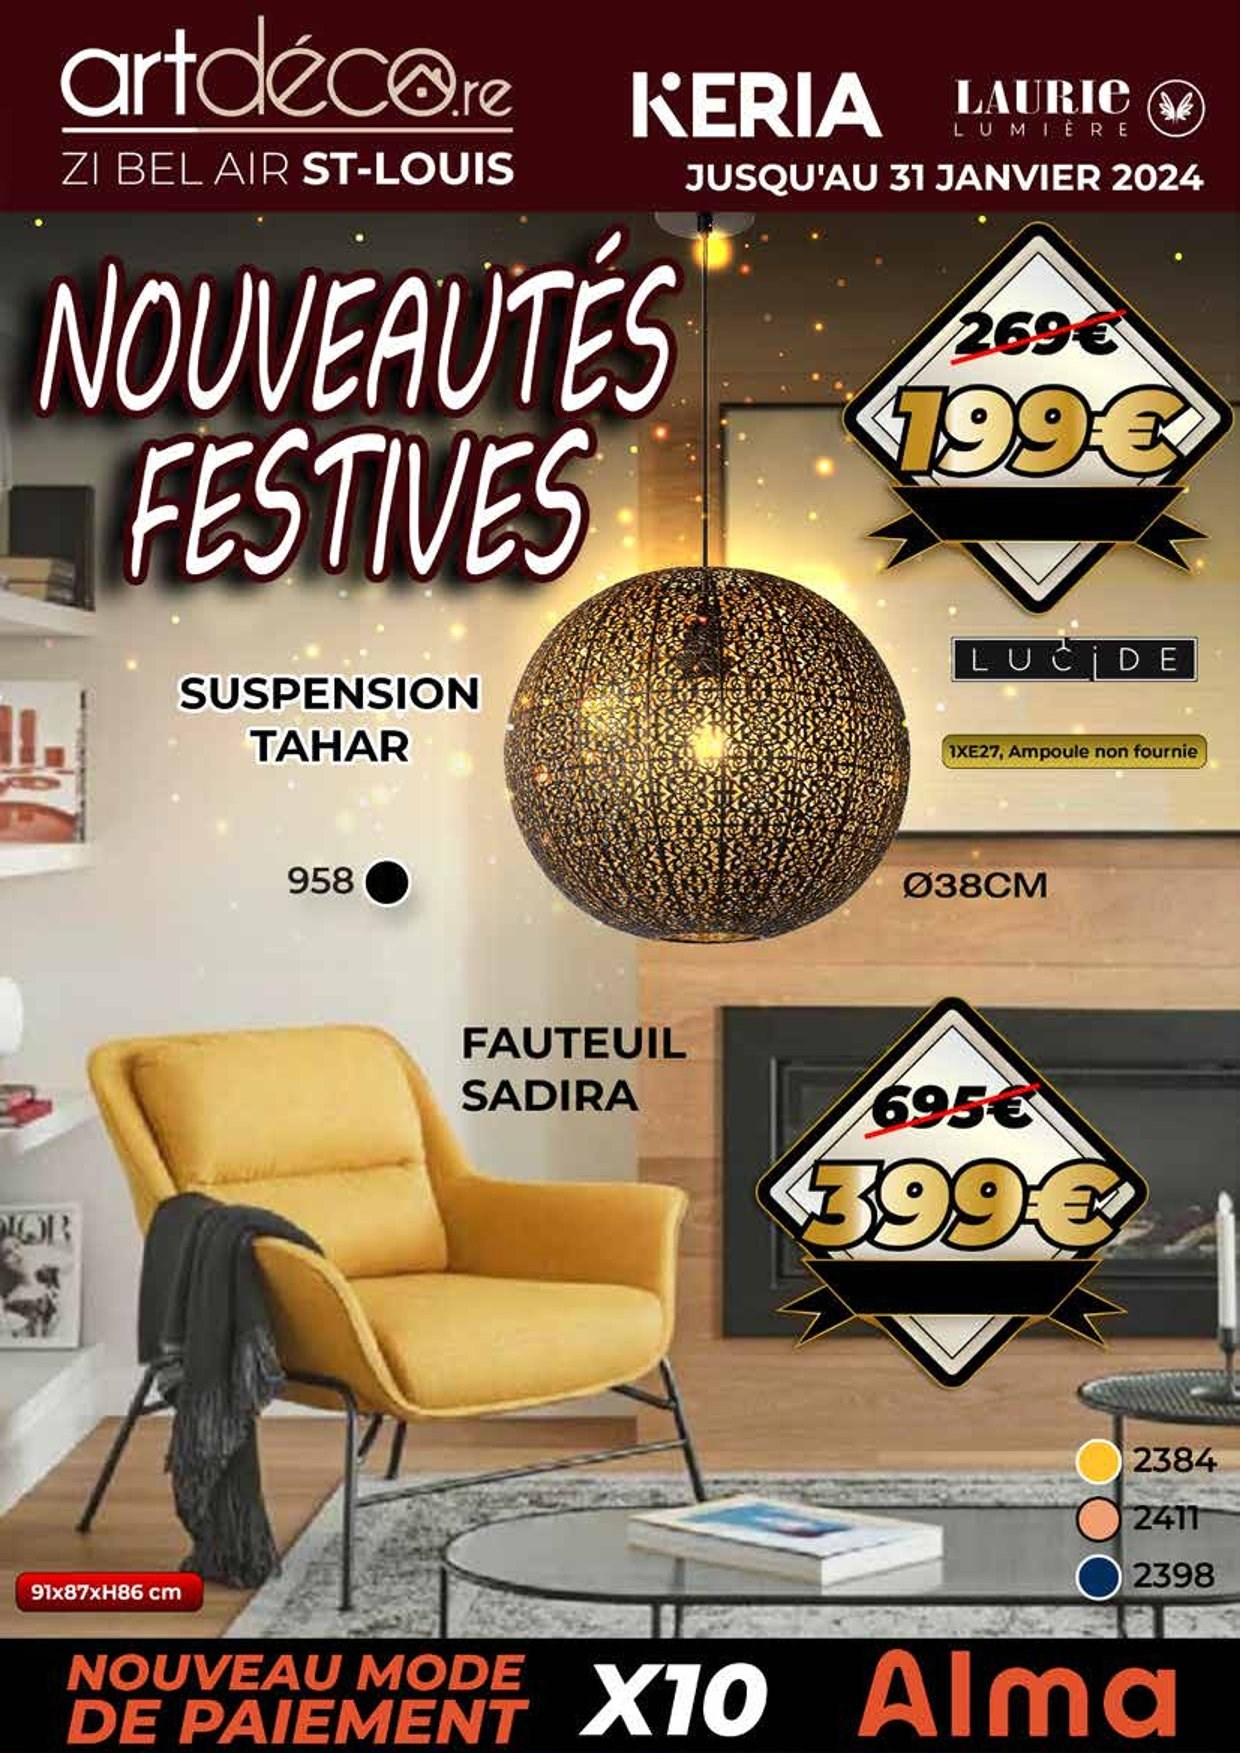 artdéco.re
ZI BEL AIR ST-LOUIS
KERIA
LAURIE
LUMIÈRE
JUSQU'AU 31 JANVIER 2024
NOUVEAUTÉS
FESTIVES
269€
199€
LUCiDE
1XE27, Ampoule non fournie
SUSPENSION
TAHAR
958
Ø38CM
FAUTEUIL
SADIRA
695€
399€
DIOR
2384
2411
2398
91x87xH86 cm
NOUVEAU MODE
DE PAIEMENT
X10
Alma